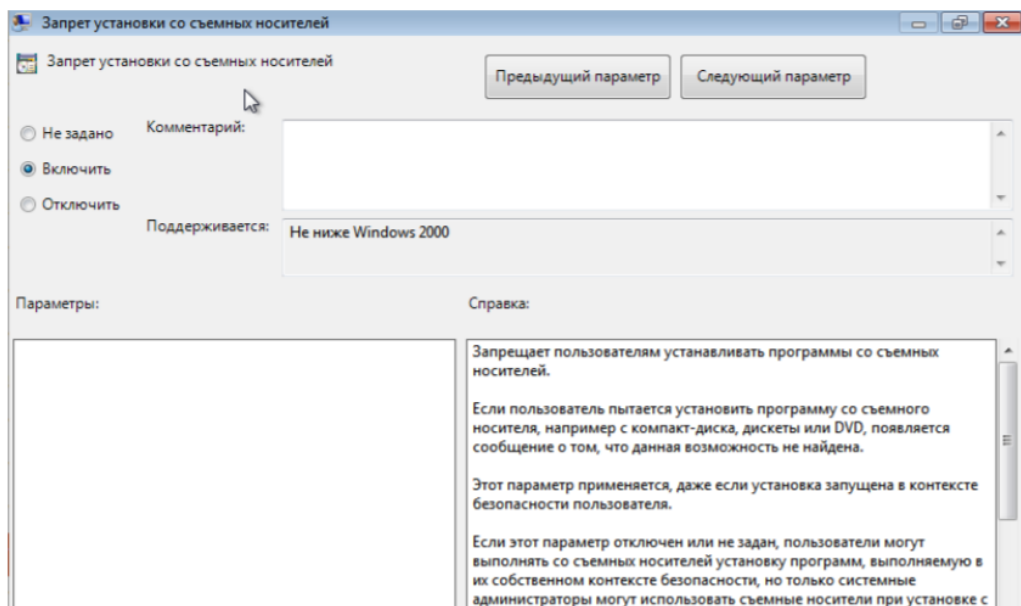 Запрет установки со съемных носителей
Запрет установки со съемных носителей
Предыдущий параметр
Следующий параметр
Не задано
Комментарий:
Включить
Отключить
Поддерживается:
Не ниже Windows 2000
Параметры:
Справка:
Запрещает пользователям устанавливать программы со съемных
носителей.
Если пользователь пытается установить программу со съемного
носителя, например с компакт-диска, дискеты или DVD, появляется
сообщение о том, что данная возможность не найдена.
Этот параметр применяется, даже если установка запущена в контексте
безопасности пользователя.
Если этот параметр отключен или не задан, пользователи могут
выполнять со съемных носителей установку программ, выполняемую в
их собственном контексте безопасности, но только системные
администраторы могут использовать съемные носители при установке с